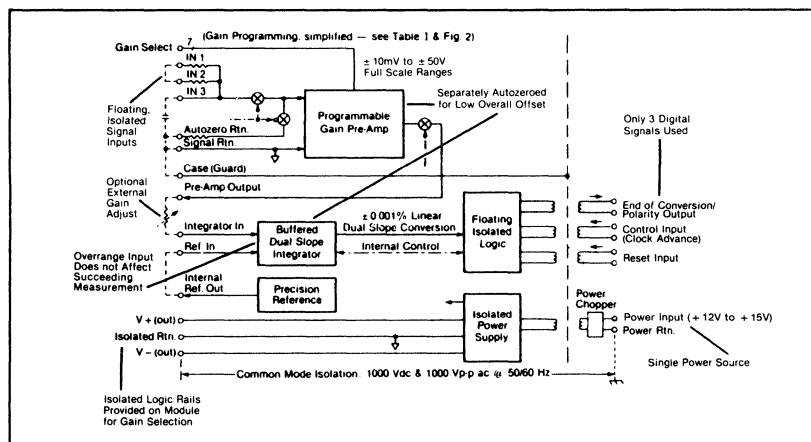 (Gain Programming, simplified — see Table 1 & Fig. 2)
Gain Select
7
IN 1
IN 2
IN 3
± 10mV to ± 50V
Full Scale Ranges
Floating,
Isolated
Signal
Inputs
Autozero Rtn.
Signal Rtn.
Programmable
Gain Pre-Amp
Separately Autozeroed
for Low Overall Offset
Only 3 Digital
Signals Used
Case (Guard)
Pre-Amp Output
Optional
External
Gain
Adjust
Integrator In
Ref In
Buffered
Dual Slope
Integrator
± 0.001% Linear
Dual Slope Conversion
Internal Control
Floating
Isolated
Logic
End of Conversion/
Polarity Output
Control Input
(Clock Advance)
Reset Input
Overrange Input
Does Not Affect
Succeeding
Measurement
Internal
Ref. Out
Precision
Reference
Power
Chopper
V + (out)
Isolated Rtn.
V – (out)
Isolated
Power
Supply
Power Input ( + 12V to + 15V)
Power Rtn.
Single Power Source
Common Mode Isolation. 1000 Vdc & 1000 Vp-p ac @ 50/60 Hz
Isolated Logic Rails
Provided on Module
for Gain Selection